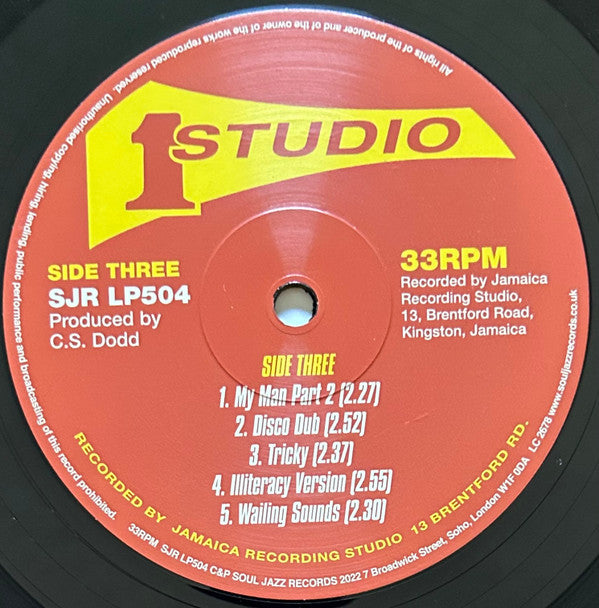 All rights of the producer and of the owner of the works reproduced reserved. Unauthorised copying, hiring, lending, public performance and broadcasting of this record prohibited.
1 STUDIO
SIDE THREE
SJR LP504
Produced by
C.S. Dodd
33RPM
Recorded by Jamaica
Recording Studio,
13, Brentford Road,
Kingston, Jamaica
SIDE THREE
1. My Man Part 2 (2.27)
2. Disco Dub (2.52)
3. Tricky (2.37)
4. Illiteracy Version (2.55)
5. Wailing Sounds (2.30)
RECORDED BY JAMAICA RECORDING STUDIO 13 BRENTFORD RD.
33RPM SJR LP504 C&P SOUL JAZZ RECORDS 2022 7 Broadwick Street, Soho, London W1F 0DA LC 2678 www.souljazzrecords.co.uk